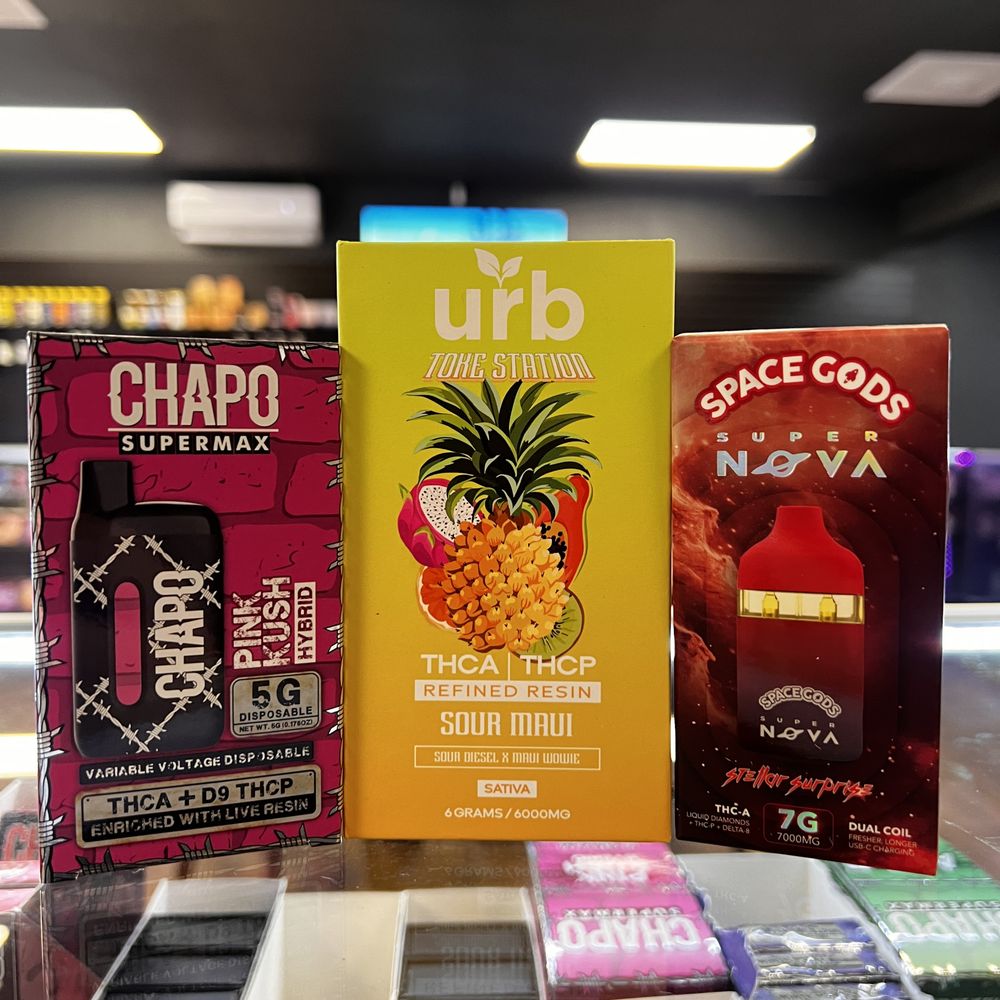 CHAPO
SUPERMAX
CHAPO
PINK
KUSH
HYBRID
5G
DISPOSABLE
NET WT. 5G (0.176OZ)
VARIABLE VOLTAGE DISPOSABLE
THCA + D9 THCP
ENRICHED WITH LIVE RESIN
urb
TOKE STATION
THCA | THCP
REFINED RESIN
SOUR MAUI
SOUR DIESEL X MAUI WOWIE
SATIVA
6 GRAMS / 6000MG
SPACE GODS
SUPER
NOVA
SPACE GODS
SUPER
NOVA
stellar surprise
THC-A
LIQUID DIAMONDS
+ THC-P + DELTA-8
7G
7000MG
DUAL COIL
FRESHER, LONGER
USB-C CHARGING
CHAPO
CHAPO